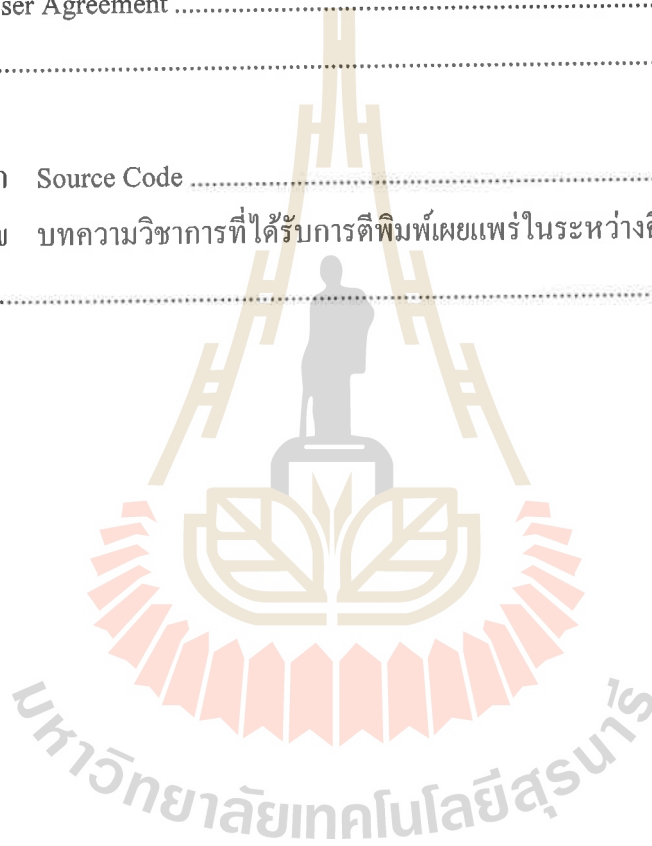 ser Agreement ........................................................................
........................................................................
ก Source Code ........................................................................
ข บทความวิชาการที่ได้รับการตีพิมพ์เผยแพร่ในระหว่าง
........................................................................
มหาวิทยาลัยเทคโนโลยีสุรนารี